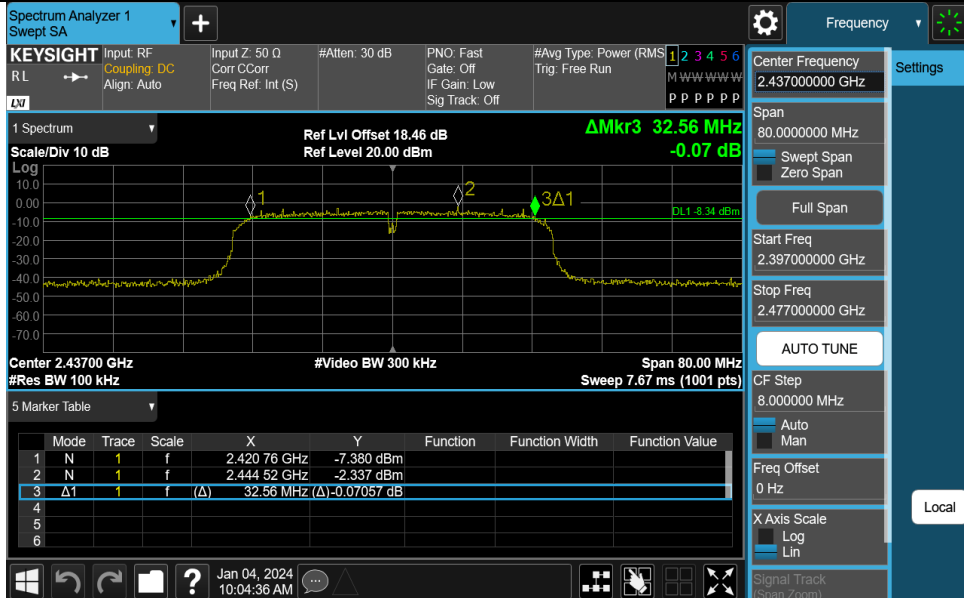 Spectrum Analyzer 1
Swept SA
Frequency
KEYSIGHT
RL
LXI
Input: RF
Coupling: DC
Align: Auto
Input Z: 50 Ω
Corr CCorr
Freq Ref: Int (S)
#Atten: 30 dB
PNO: Fast
Gate: Off
IF Gain: Low
Sig Track: Off
#Avg Type: Power (RMS
Trig: Free Run
1 2 3 4 5 6
M W W W W W
P P P P P P
1 Spectrum
Scale/Div 10 dB
Ref Lvl Offset 18.46 dB
Ref Level 20.00 dBm
ΔMkr3 32.56 MHz
-0.07 dB
Log
10.0
0.00
-10.0
-20.0
-30.0
-40.0
-50.0
-60.0
-70.0
1
2
3Δ1
DL1 -8.34 dBm
Center 2.43700 GHz
#Video BW 300 kHz
Span 80.00 MHz
#Res BW 100 kHz
Sweep 7.67 ms (1001 pts)
5 Marker Table
Mode Trace Scale X Y Function Function Width Function Value
1 N 1 f 2.420 76 GHz -7.380 dBm
2 N 1 f 2.444 52 GHz -2.337 dBm
3 Δ1 1 f (Δ) 32.56 MHz (Δ) -0.07057 dB
4
5
6
Jan 04, 2024
10:04:36 AM
Center Frequency
2.437000000 GHz
Span
80.0000000 MHz
Swept Span
Zero Span
Full Span
Start Freq
2.397000000 GHz
Stop Freq
2.477000000 GHz
AUTO TUNE
CF Step
8.000000 MHz
Auto
Man
Freq Offset
0 Hz
X Axis Scale
Log
Lin
Signal Track
(Span Zoom)
Settings
Local